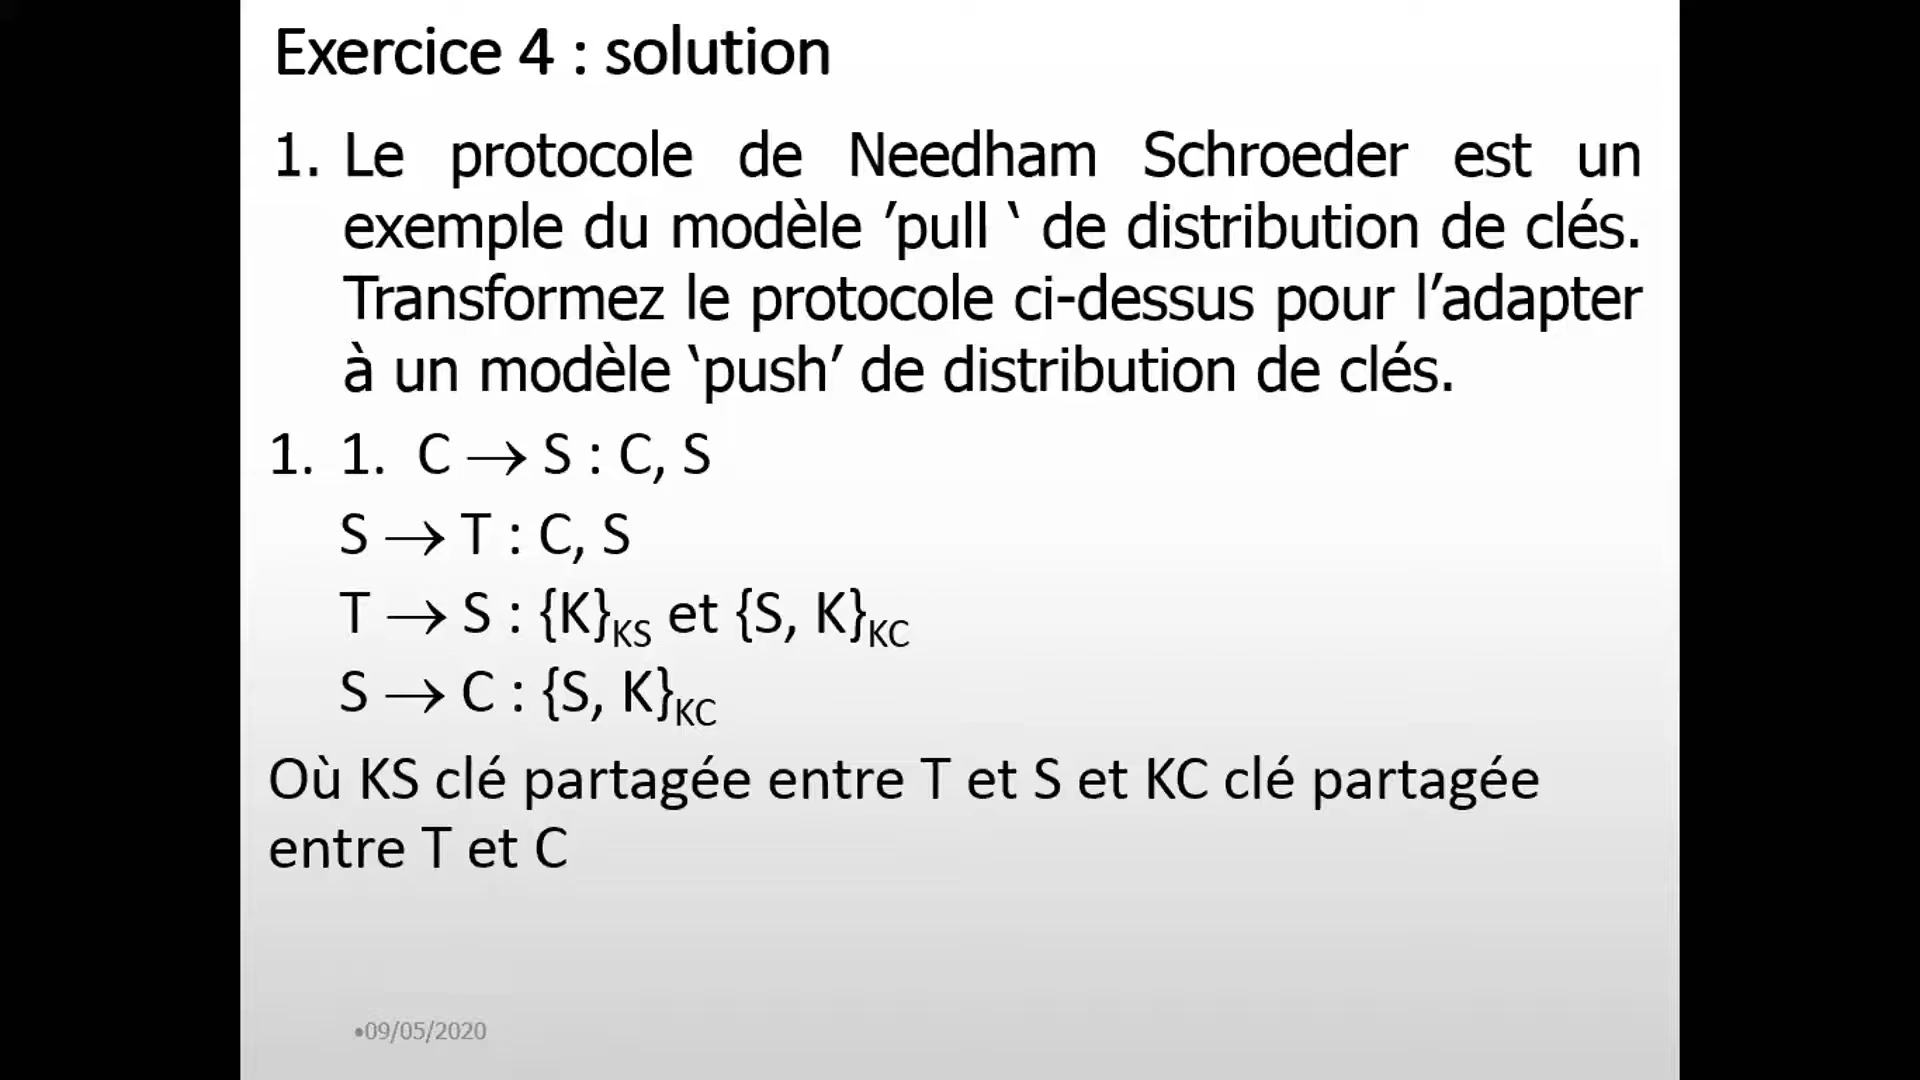 Exercice 4 : solution
1. Le protocole de Needham Schroeder est un
exemple du modèle ’pull ‘ de distribution de clés.
Transformez le protocole ci-dessus pour l’adapter
à un modèle ‘push’ de distribution de clés.
1. 1. C → S : C, S
S → T : C, S
T → S : {K}KS et {S, K}KC
S → C : {S, K}KC
Où KS clé partagée entre T et S et KC clé partagée
entre T et C
•09/05/2020